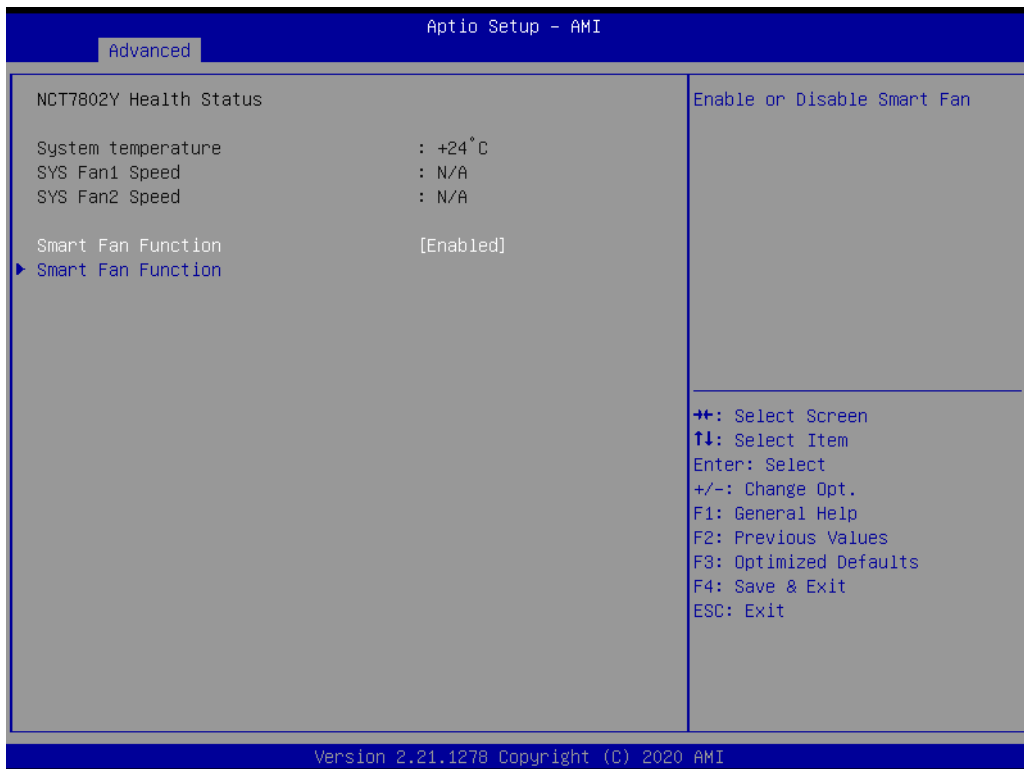 Aptio Setup – AMI
Advanced
NCT7802Y Health Status
System temperature : +24°C
SYS Fan1 Speed : N/A
SYS Fan2 Speed : N/A
Smart Fan Function [Enabled]
▶ Smart Fan Function
Enable or Disable Smart Fan
→←: Select Screen
↑↓: Select Item
Enter: Select
+/-: Change Opt.
F1: General Help
F2: Previous Values
F3: Optimized Defaults
F4: Save & Exit
ESC: Exit
Version 2.21.1278 Copyright (C) 2020 AMI